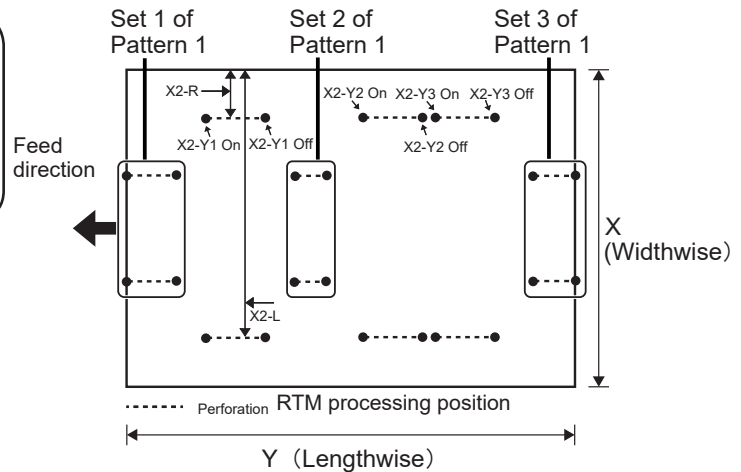 Set 1 of
Pattern 1
Set 2 of
Pattern 1
Set 3 of
Pattern 1
X2-R
X2-Y2 On
X2-Y3 On
X2-Y3 Off
X2-Y1 On
X2-Y1 Off
X2-Y2 Off
Feed
direction
X
(Widthwise）
X2-L
Perforation RTM processing position
Y （Lengthwise）